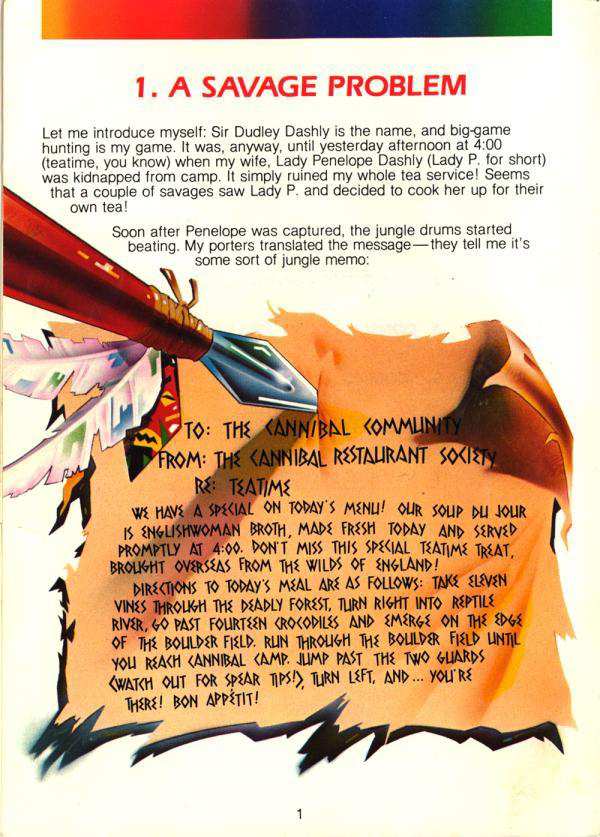 1. A SAVAGE PROBLEM
Let me introduce myself: Sir Dudley Dashly is the name, and big-game
hunting is my game. It was, anyway, until yesterday afternoon at 4:00
(teatime, you know) when my wife, Lady Penelope Dashly (Lady P. for short)
was kidnapped from camp. It simply ruined my whole tea service! Seems
that a couple of savages saw Lady P. and decided to cook her up for their
own tea!
Soon after Penelope was captured, the jungle drums started
beating. My porters translated the message—they tell me it's
some sort of jungle memo:
TO: THE CANNIBAL COMMUNITY
FROM: THE CANNIBAL RESTAURANT SOCIETY
RE: TEATIME
WE HAVE A SPECIAL ON TODAY'S MENU! OUR SOUP DU JOUR
IS ENGLISHWOMAN BROTH, MADE FRESH TODAY AND SERVED
PROMPTLY AT 4:00. DON'T MISS THIS SPECIAL TEATIME TREAT,
BROUGHT OVERSEAS FROM THE WILDS OF ENGLAND!
DIRECTIONS TO TODAY'S MEAL ARE AS FOLLOWS: TAKE ELEVEN
VINES THROUGH THE DEADLY FOREST, TURN RIGHT INTO REPTILE
RIVER, GO PAST FOURTEEN CROCODILES AND EMERGE ON THE EDGE
OF THE BOULDER FIELD. RUN THROUGH THE BOULDER FIELD UNTIL
YOU REACH CANNIBAL CAMP. JUMP PAST THE TWO GUARDS
(WATCH OUT FOR SPEAR TIPS!), TURN LEFT, AND... YOU'RE
THERE! BON APPÉTIT!
1